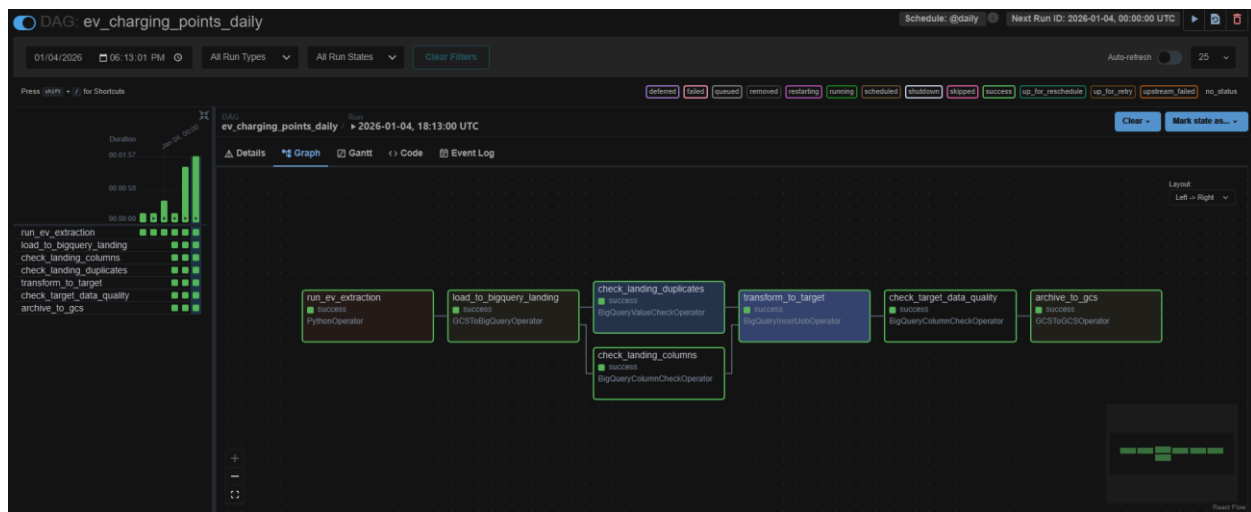 DAG: ev_charging_points_daily
Schedule: @daily
Next Run ID: 2026-01-04, 00:00:00 UTC
01/04/2026 06:13:01 PM
All Run Types
All Run States
Clear Filters
Auto-refresh
25
Press shift + / for Shortcuts
deferred failed queued removed restarting running scheduled shutdown skipped success up_for_reschedule up_for_retry upstream_failed no_status
DAG
ev_charging_points_daily
/
Run
2026-01-04, 18:13:00 UTC
Clear
Mark state as...
Details
Graph
Gantt
Code
Event Log
Duration
Jan 04, 00:00
00:01:57
00:00:58
00:00:00
run_ev_extraction
load_to_bigquery_landing
check_landing_columns
check_landing_duplicates
transform_to_target
check_target_data_quality
archive_to_gcs
Layout:
Left -> Right
run_ev_extraction
success
PythonOperator
load_to_bigquery_landing
success
GCSToBigQueryOperator
check_landing_duplicates
success
BigQueryValueCheckOperator
check_landing_columns
success
BigQueryColumnCheckOperator
transform_to_target
success
BigQueryInsertJobOperator
check_target_data_quality
success
BigQueryColumnCheckOperator
archive_to_gcs
success
GCSToGCSOperator
React Flow